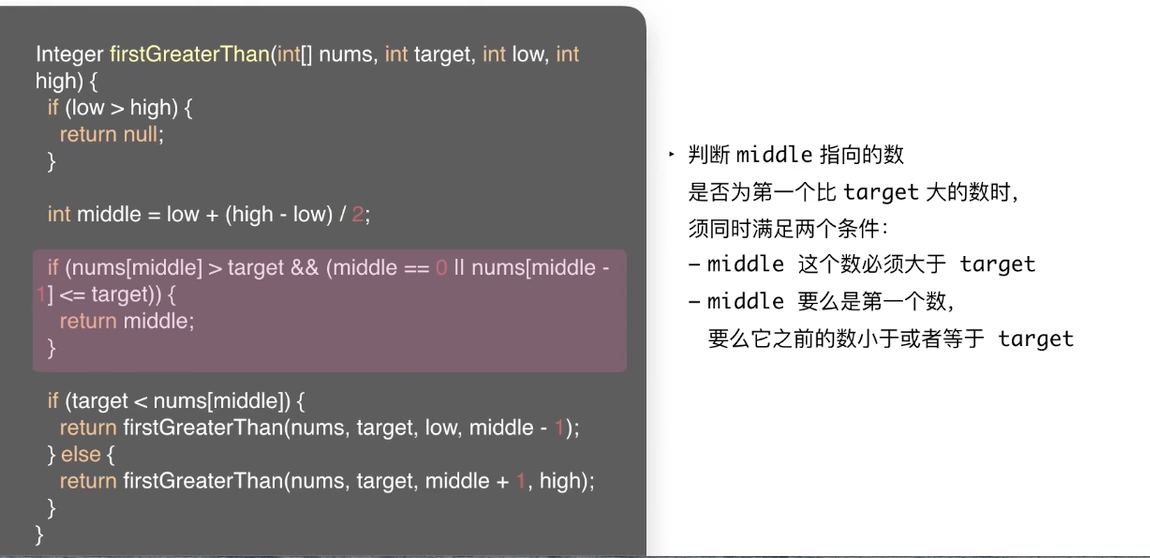 Integer firstGreaterThan(int[] nums, int target, int low, int
high) {
if (low > high) {
return null;
}
int middle = low + (high - low) / 2;
if (nums[middle] > target && (middle == 0 || nums[middle -
1] <= target)) {
return middle;
}
if (target < nums[middle]) {
return firstGreaterThan(nums, target, low, middle - 1);
} else {
return firstGreaterThan(nums, target, middle + 1, high);
}
}
‣ 判断 middle 指向的数
是否为第一个比 target 大的数时,
须同时满足两个条件:
– middle 这个数必须大于 target
– middle 要么是第一个数,
要么它之前的数小于或者等于 target